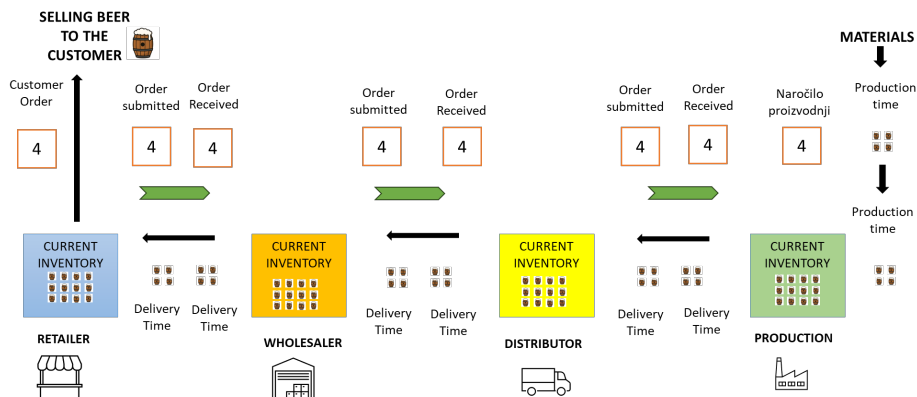 SELLING BEER
TO THE
CUSTOMER
MATERIALS
Customer
Order
Order
submitted
Order
Received
Order
submitted
Order
Received
Order
submitted
Order
Received
Naročilo
proizvodnji
Production
time
4
4
4
4
4
4
4
4
Production
time
CURRENT
INVENTORY
CURRENT
INVENTORY
CURRENT
INVENTORY
CURRENT
INVENTORY
Delivery
Time
Delivery
Time
Delivery
Time
Delivery
Time
Delivery
Time
Delivery
Time
RETAILER
WHOLESALER
DISTRIBUTOR
PRODUCTION